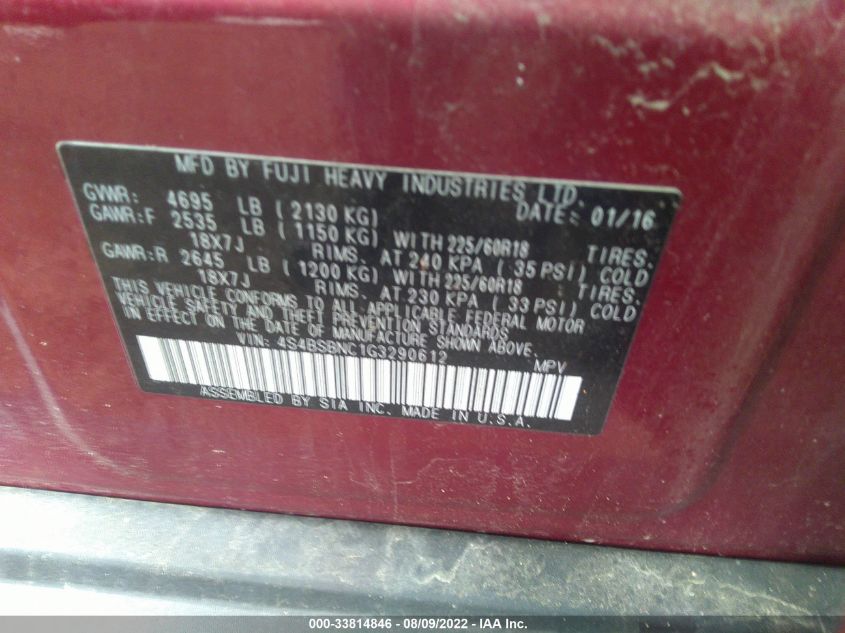 MFD BY FUJI HEAVY INDUSTRIES LTD.
DATE: 01/16
GVWR: 4695 LB (2130 KG)
GAWR:F 2535 LB (1150 KG) WITH 225/60R18 TIRES.
18X7J RIMS. AT 240 KPA (35 PSI) COLD
GAWR:R 2645 LB (1200 KG) WITH 225/60R18 TIRES.
18X7J RIMS. AT 230 KPA (33 PSI) COLD
THIS VEHICLE CONFORMS TO ALL APPLICABLE FEDERAL MOTOR
VEHICLE SAFETY AND THEFT PREVENTION STANDARDS
IN EFFECT ON THE DATE OF MANUFACTURE SHOWN ABOVE.
VIN: 4S4BSBNC1G3290612 MPV
ASSEMBLED BY SIA INC. MADE IN U.S.A.
000-33814846 - 08/09/2022 - IAA Inc.